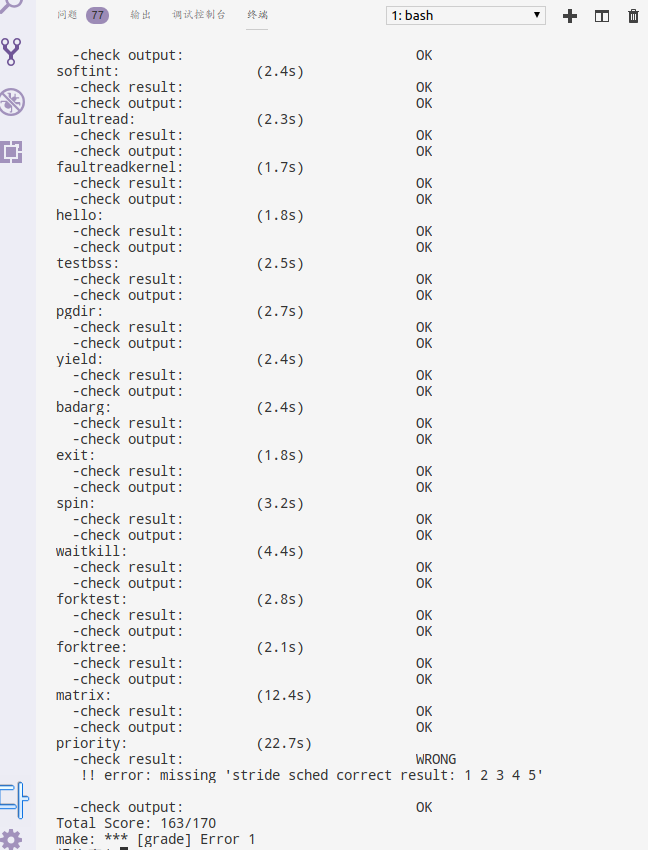 问题 77 输出 调试控制台 终端 1: bash
-check output: OK
softint: (2.4s)
-check result: OK
-check output: OK
faultread: (2.3s)
-check result: OK
-check output: OK
faultreadkernel: (1.7s)
-check result: OK
-check output: OK
hello: (1.8s)
-check result: OK
-check output: OK
testbss: (2.5s)
-check result: OK
-check output: OK
pgdir: (2.7s)
-check result: OK
-check output: OK
yield: (2.4s)
-check result: OK
-check output: OK
badarg: (2.4s)
-check result: OK
-check output: OK
exit: (1.8s)
-check result: OK
-check output: OK
spin: (3.2s)
-check result: OK
-check output: OK
waitkill: (4.4s)
-check result: OK
-check output: OK
forktest: (2.8s)
-check result: OK
-check output: OK
forktree: (2.1s)
-check result: OK
-check output: OK
matrix: (12.4s)
-check result: OK
-check output: OK
priority: (22.7s)
-check result: WRONG
!! error: missing 'stride sched correct result: 1 2 3 4 5'
-check output: OK
Total Score: 163/170
make: *** [grade] Error 1